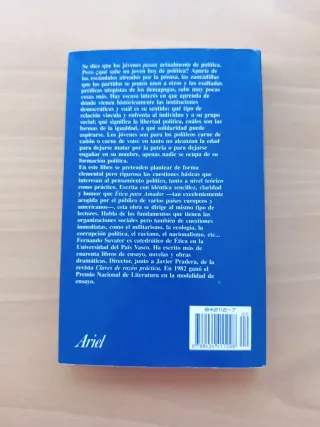 Se dice que los jóvenes pasan actualmente de política.
Pero ¿qué sabe un joven hoy de política? Aparte de
los escándalos aireados por la prensa, las zancadillas
que los partidos se ponen unos a otros y las exaltadas
prédicas utopistas de los demagogos, sabe muy pocas
cosas más. Hay escaso interés en que aprenda de
dónde vienen históricamente las instituciones
democráticas y cuál es su sentido; qué tipo de
relación vincula y enfrenta al individuo y a su grupo
social; qué significa la libertad política, cuáles son las
formas de la igualdad, a qué solidaridad puede
aspirarse. Los jóvenes son para los políticos carne de
cañón o carne de voto: en tanto no alcanzan la edad
para dejarse matar por la patria o para dejarse
engañar en su nombre, apenas nadie se ocupa de su
formación política.
En este libro se pretenden plantear de forma
elemental pero rigurosa las cuestiones básicas que
interesan al pensamiento político, tanto a nivel teórico
como práctico. Escrita con idéntica sencillez, claridad
y humor que Ética para Amador —tan excelentemente
acogida por el público de varios países europeos y
americanos—, esta obra se dirige al mismo tipo de
lectores. Habla de los fundamentos que tienen las
organizaciones sociales pero también de cuestiones
inmediatas, como el militarismo, la ecología, la
corrupción política, el racismo, el nacionalismo, etc...
Fernando Savater es catedrático de Ética en la
Universidad del País Vasco. Ha escrito más de
cuarenta libros de ensayo, novelas y obras
dramáticas. Director, junto a Javier Pradera, de la
revista Claves de razón práctica. En 1982 ganó el
Premio Nacional de Literatura en la modalidad de
ensayo.
Ariel